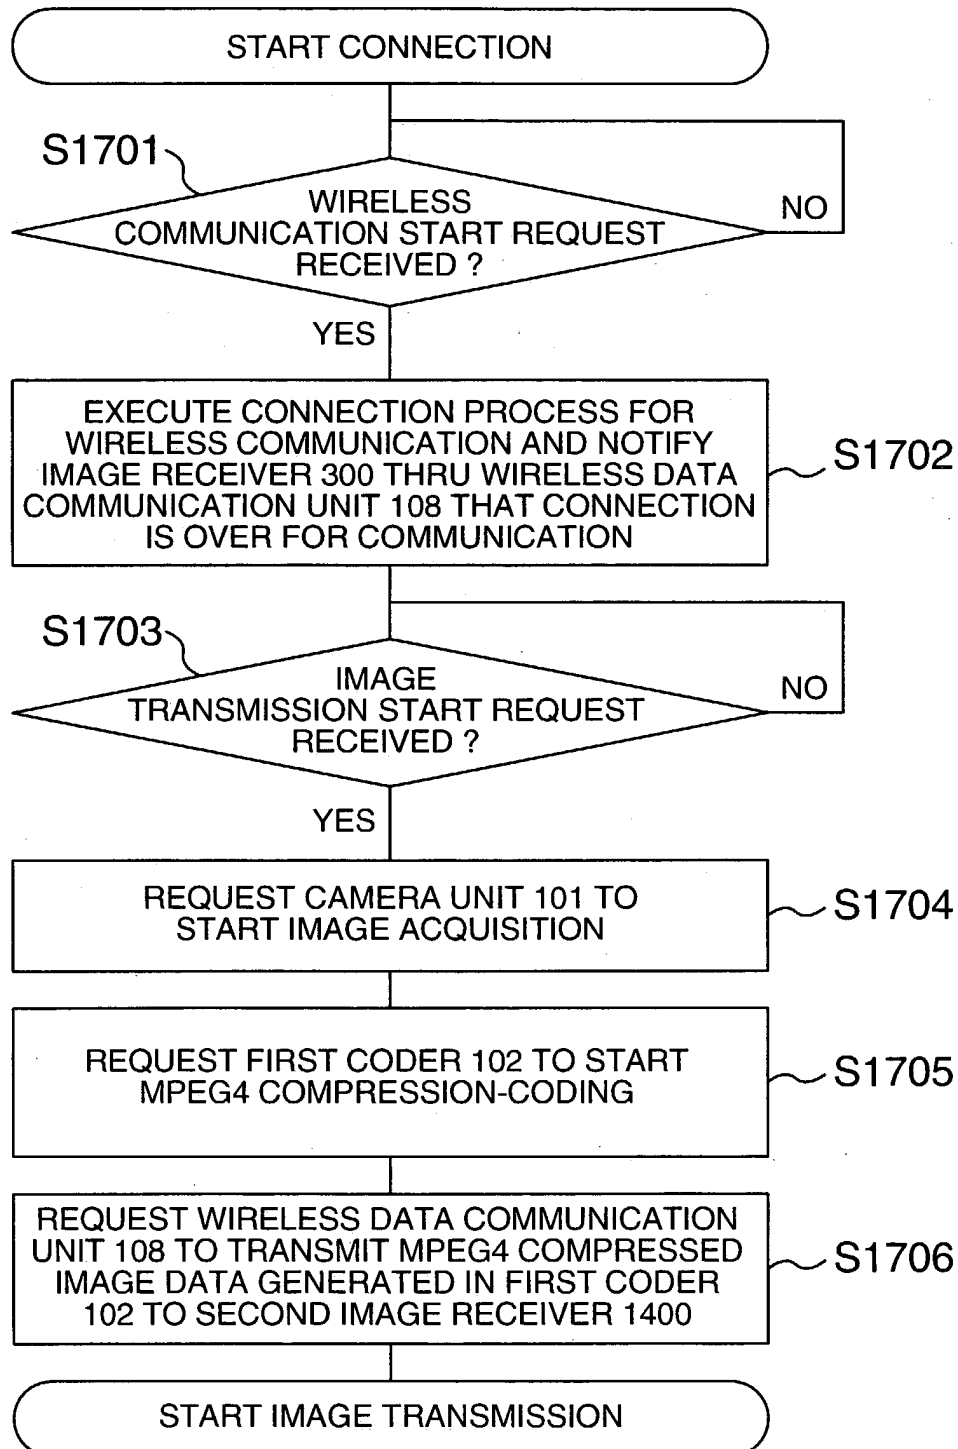 START CONNECTION
S1701
WIRELESS
COMMUNICATION START REQUEST
RECEIVED ?
NO
YES
EXECUTE CONNECTION PROCESS FOR
WIRELESS COMMUNICATION AND NOTIFY
IMAGE RECEIVER 300 THRU WIRELESS DATA
COMMUNICATION UNIT 108 THAT CONNECTION
IS OVER FOR COMMUNICATION
S1702
S1703
IMAGE
TRANSMISSION START REQUEST
RECEIVED ?
NO
YES
REQUEST CAMERA UNIT 101 TO
START IMAGE ACQUISITION
S1704
REQUEST FIRST CODER 102 TO START
MPEG4 COMPRESSION-CODING
S1705
REQUEST WIRELESS DATA COMMUNICATION
UNIT 108 TO TRANSMIT MPEG4 COMPRESSED
IMAGE DATA GENERATED IN FIRST CODER
102 TO SECOND IMAGE RECEIVER 1400
S1706
START IMAGE TRANSMISSION